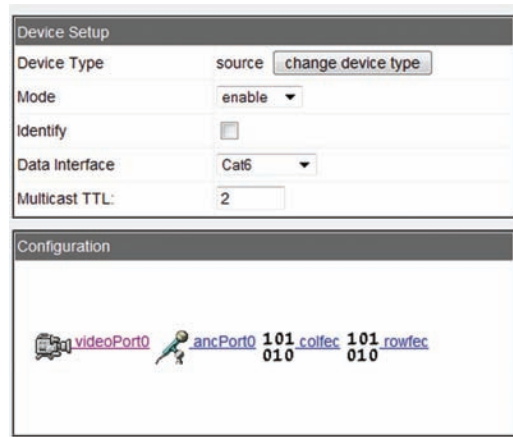 Device Setup
Device Type source change device type
Mode enable
Identify
Data Interface Cat6
Multicast TTL: 2
Configuration
videoPort0 ancPort0 101 010 colfec 101 010 rowfec